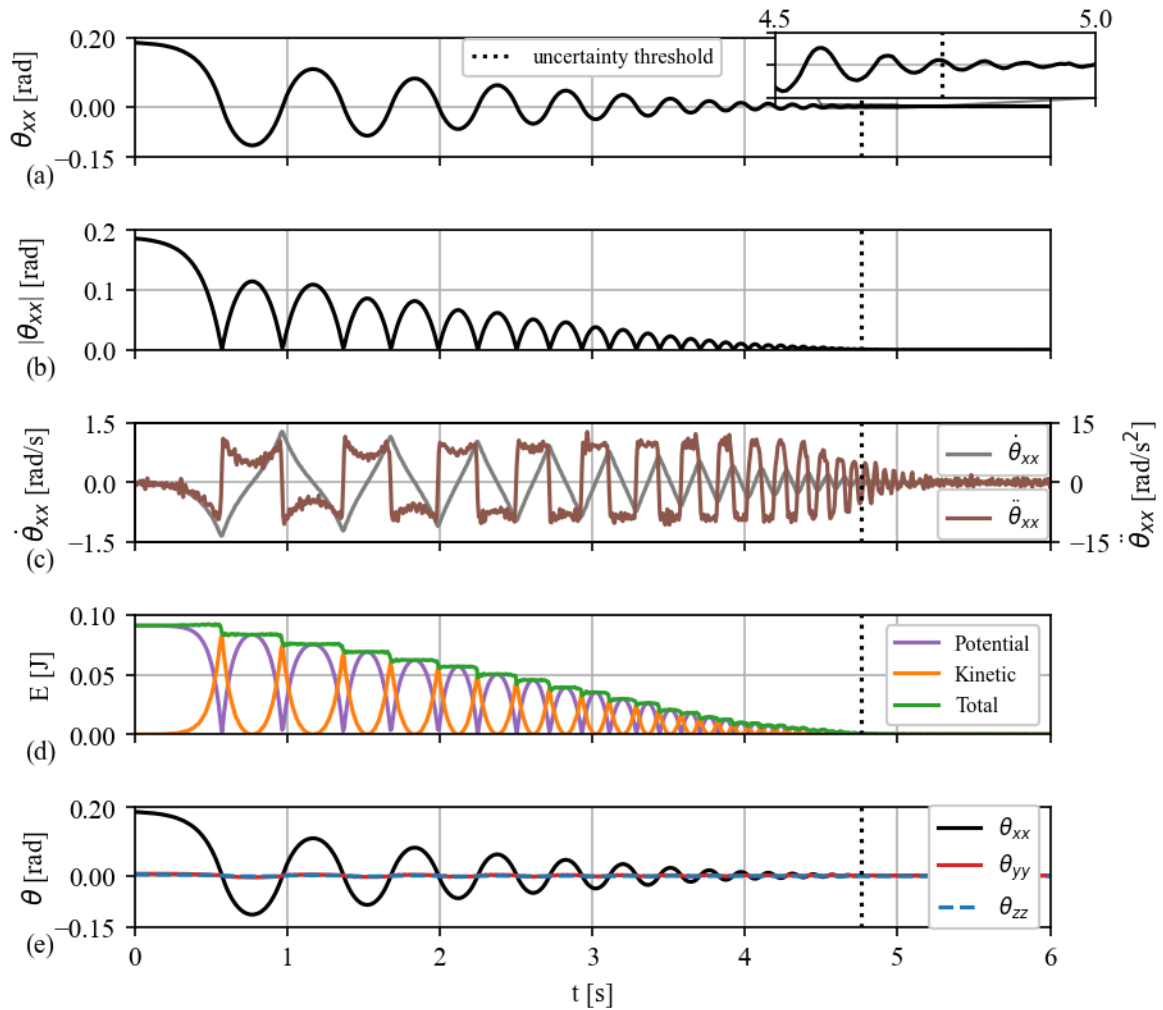 4.5 5.0
0.20
uncertainty threshold
0.00
−0.15
θxx [rad]
(a)
0.2
0.1
0.0
|θxx| [rad]
(b)
1.5 15
0.0 0
−1.5 −15
θ̇xx [rad/s]
θ̇xx
θ̈xx
θ̈xx [rad/s²]
(c)
0.10
0.05
0.00
E [J]
Potential
Kinetic
Total
(d)
0.20
0.00
−0.15
θ [rad]
θxx
θyy
θzz
(e)
0 1 2 3 4 5 6
t [s]